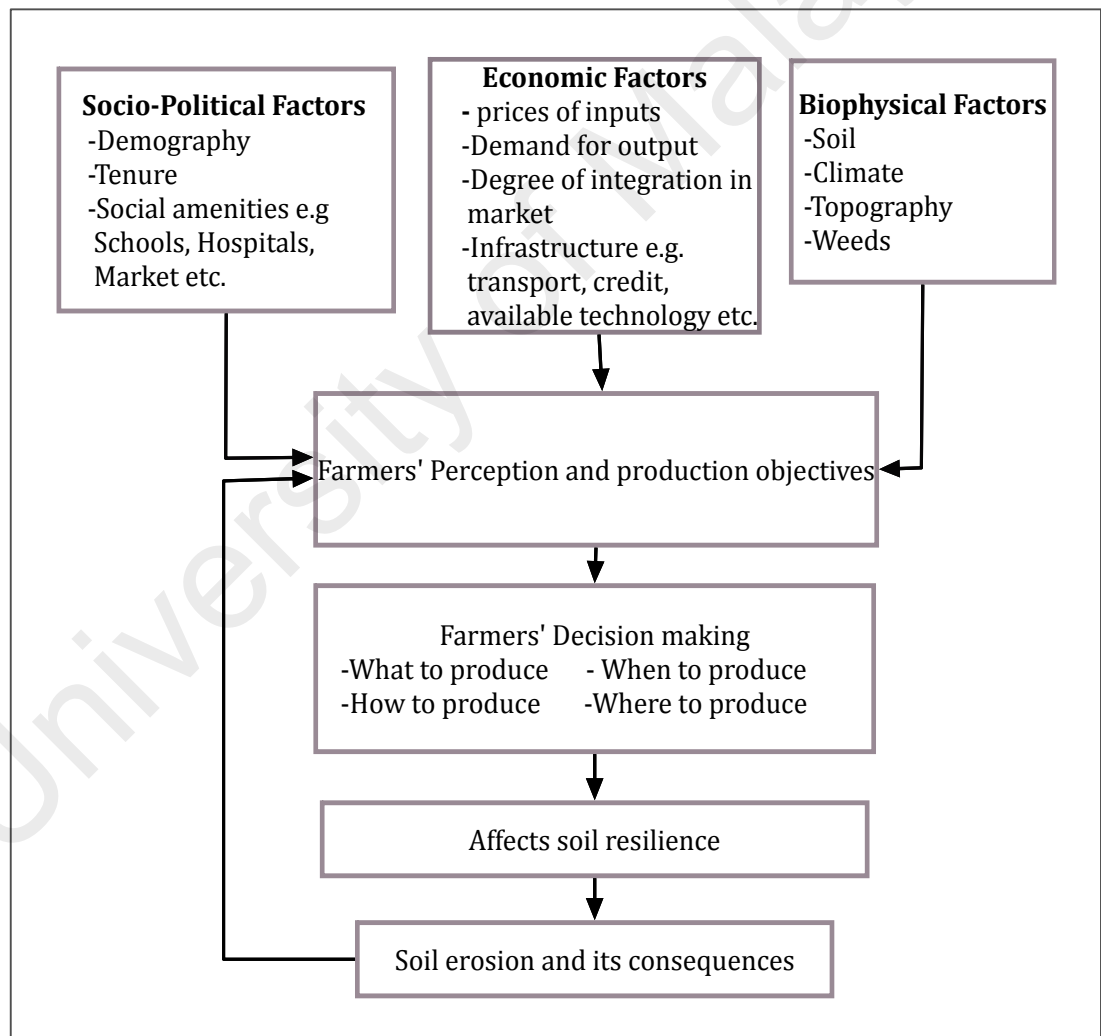 Socio-Political Factors
-Demography
-Tenure
-Social amenities e.g
Schools, Hospitals,
Market etc.
Economic Factors
- prices of inputs
-Demand for output
-Degree of integration in
market
-Infrastructure e.g.
transport, credit,
available technology etc.
Biophysical Factors
-Soil
-Climate
-Topography
-Weeds
Farmers' Perception and production objectives
Farmers' Decision making
-What to produce - When to produce
-How to produce -Where to produce
Affects soil resilience
Soil erosion and its consequences
University of Mala